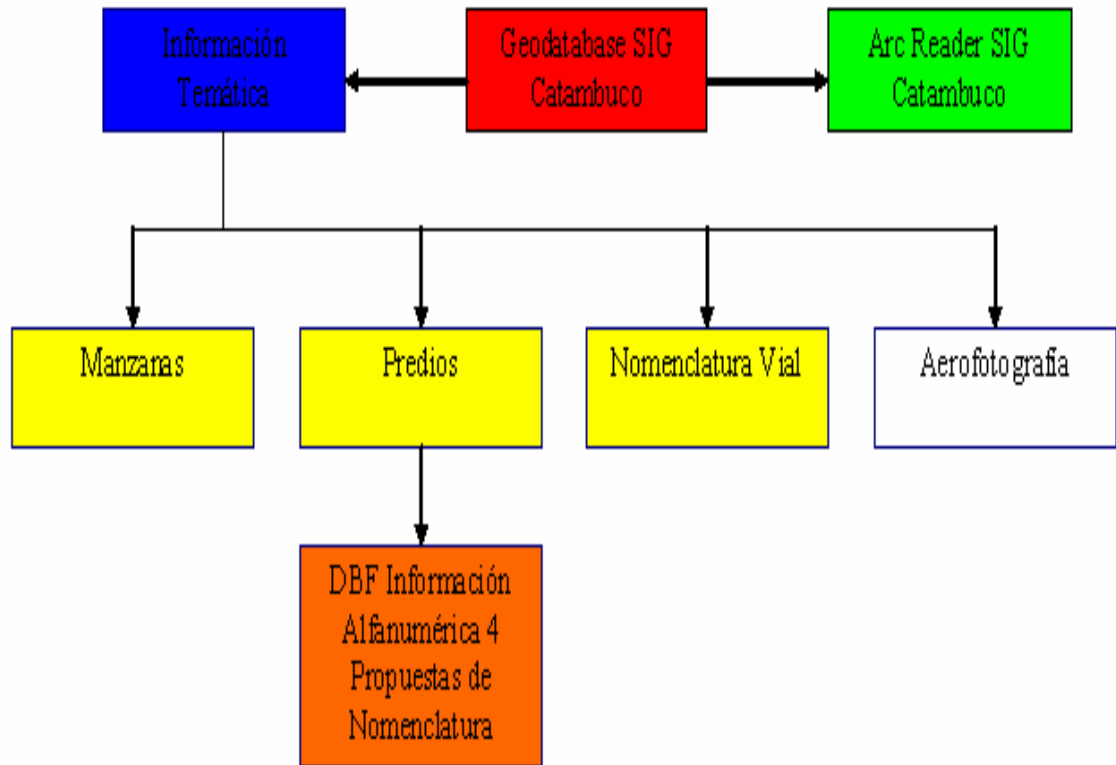 Información
Temática
Geodatabase SIG
Catambuco
Arc Reader SIG
Catambuco
Manzanas
Predios
Nomenclatura Vial
Aerofotografía
DBF Información
Alfanumérica 4
Propuestas de
Nomenclatura